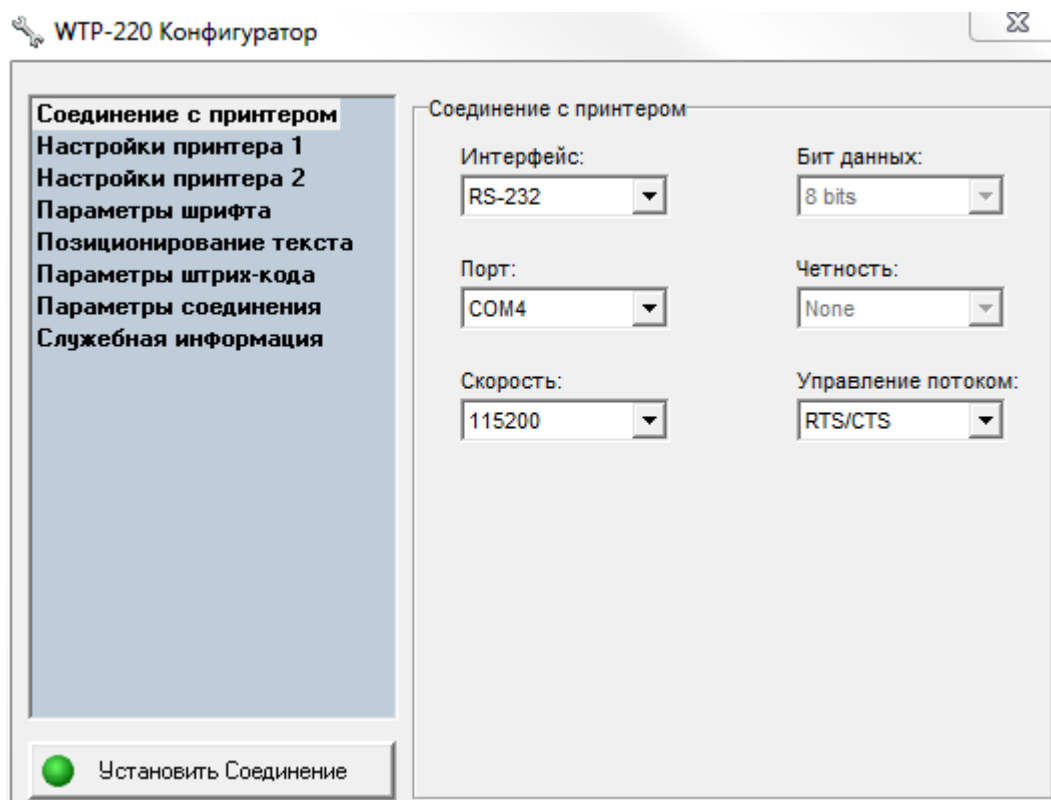 WTP-220 Конфигуратор
Соединение с принтером
Настройки принтера 1
Настройки принтера 2
Параметры шрифта
Позиционирование текста
Параметры штрих-кода
Параметры соединения
Служебная информация
Установить Соединение
Соединение с принтером
Интерфейс:
RS-232
Бит данных:
8 bits
Порт:
COM4
Четность:
None
Скорость:
115200
Управление потоком:
RTS/CTS